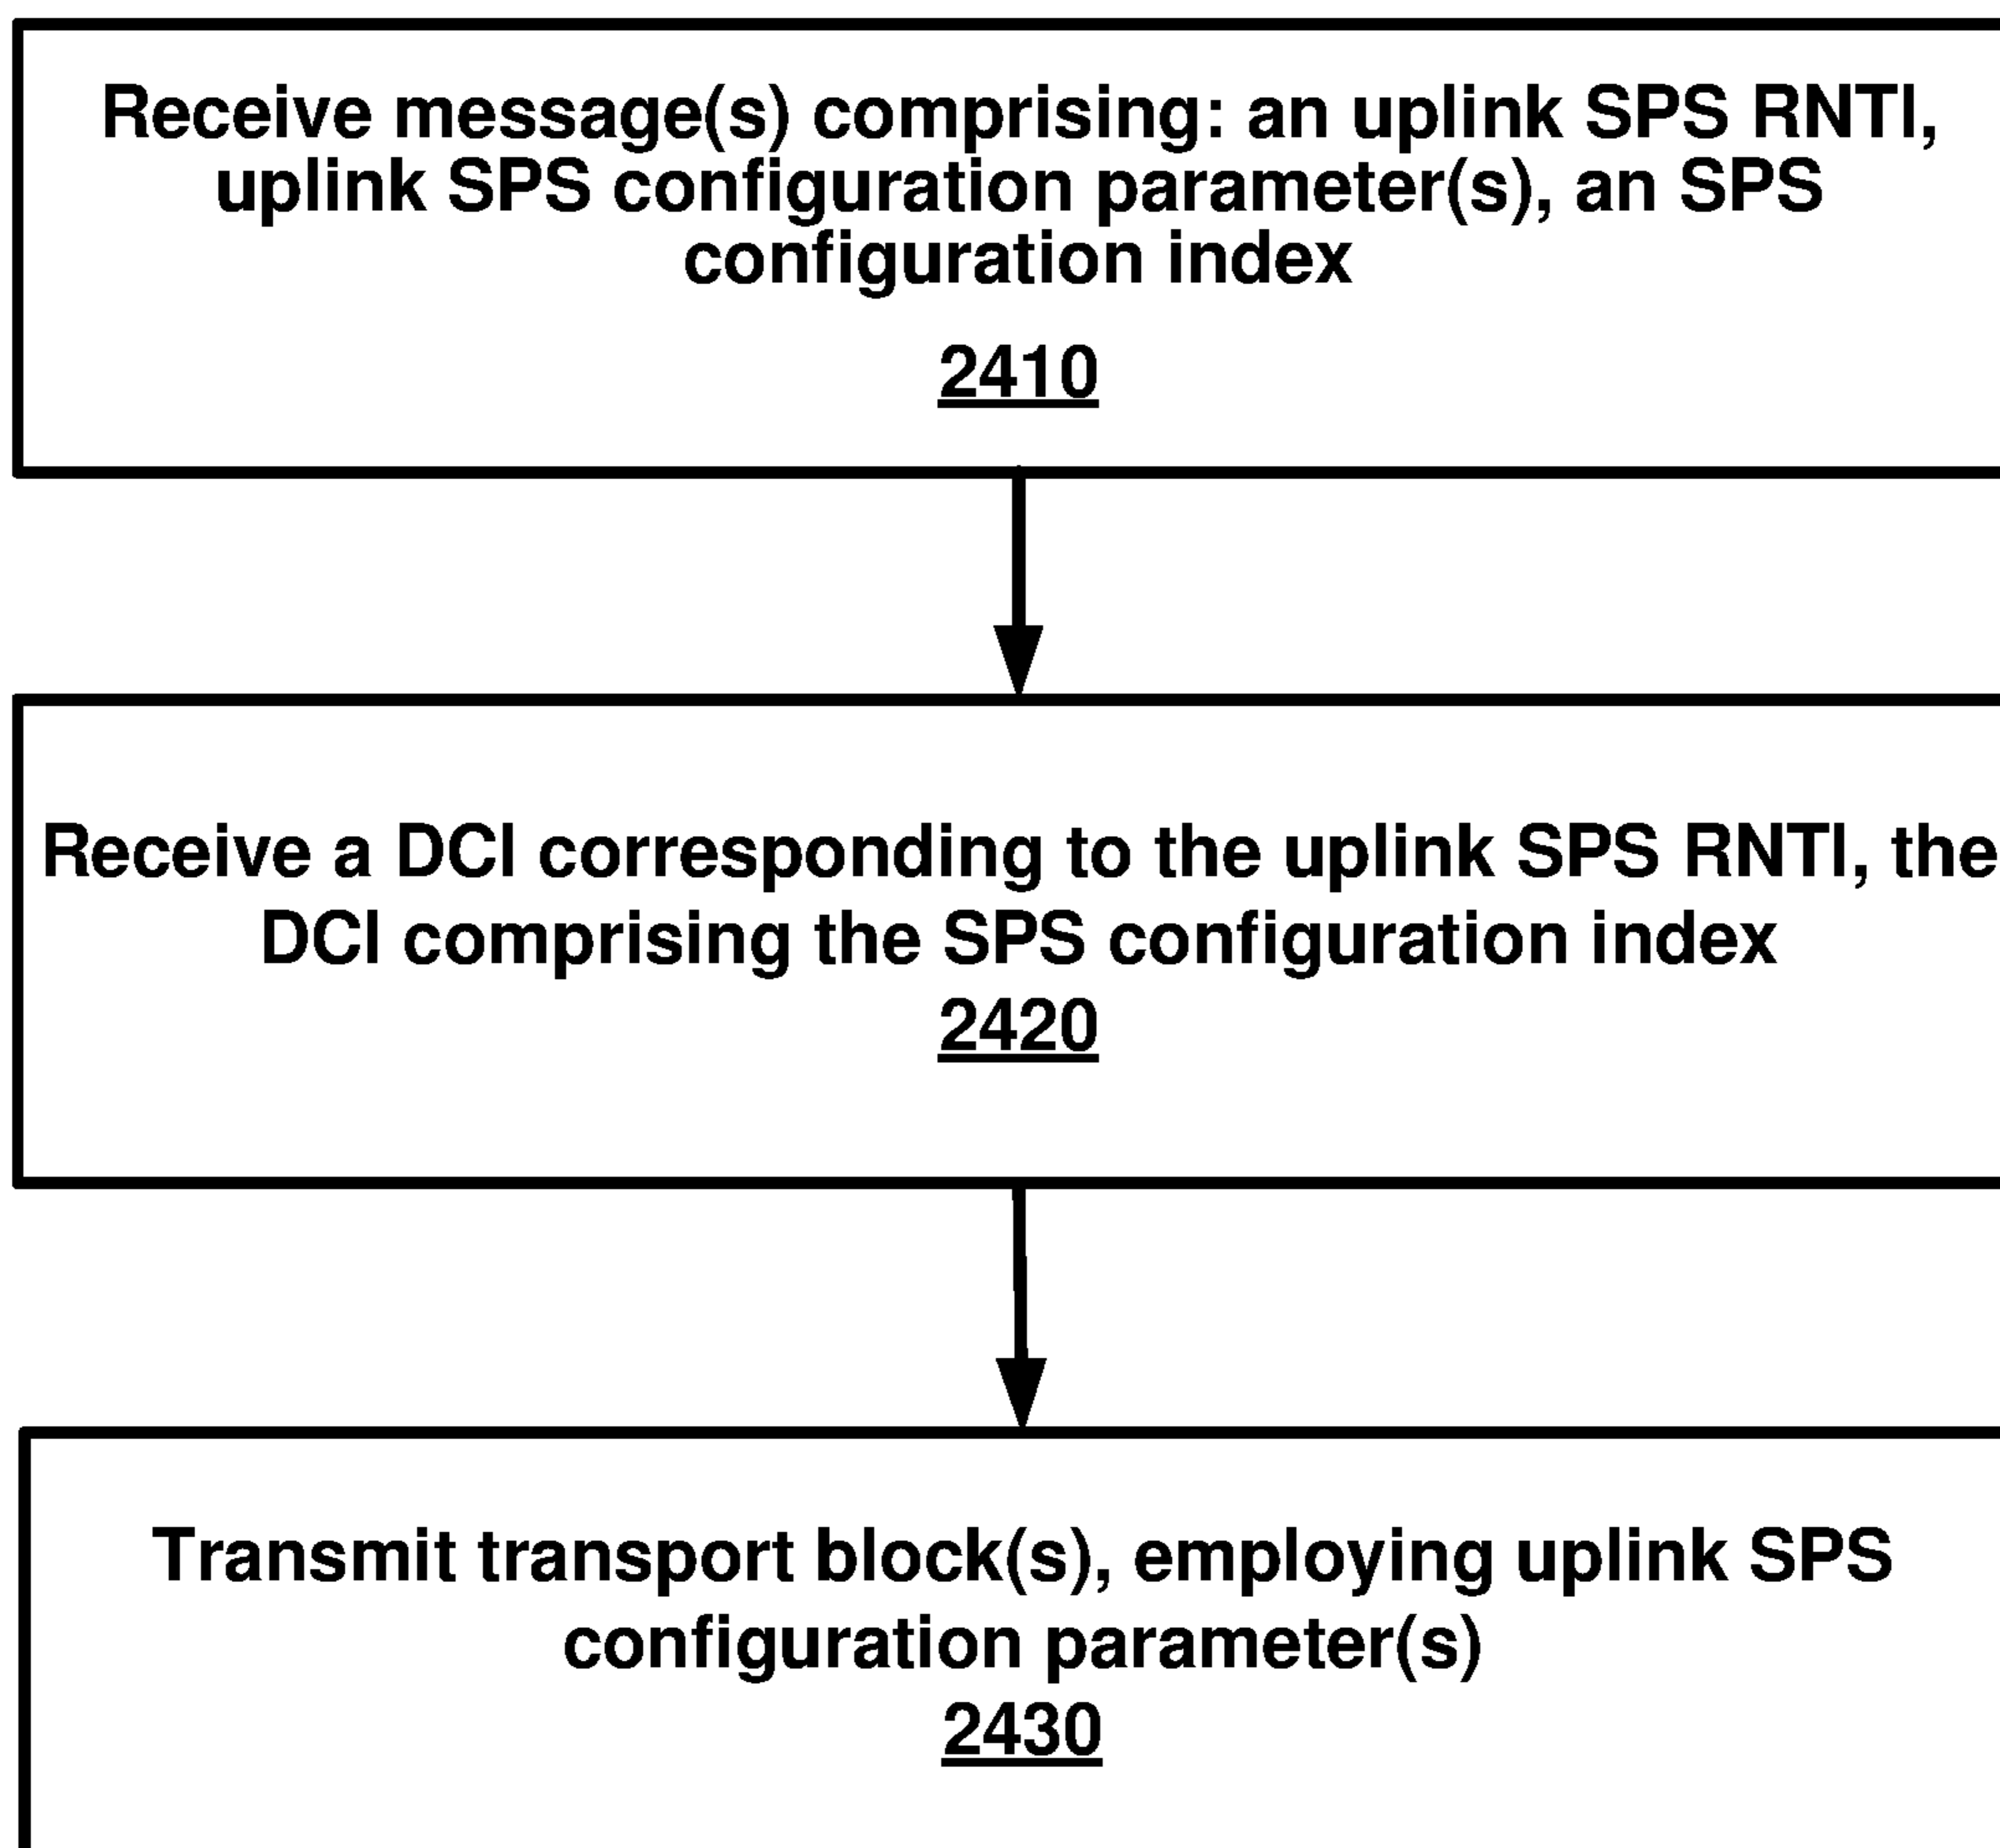 Receive message(s) comprising: an uplink SPS RNTI,
uplink SPS configuration parameter(s), an SPS
configuration index
2410
Receive a DCI corresponding to the uplink SPS RNTI, the
DCI comprising the SPS configuration index
2420
Transmit transport block(s), employing uplink SPS
configuration parameter(s)
2430